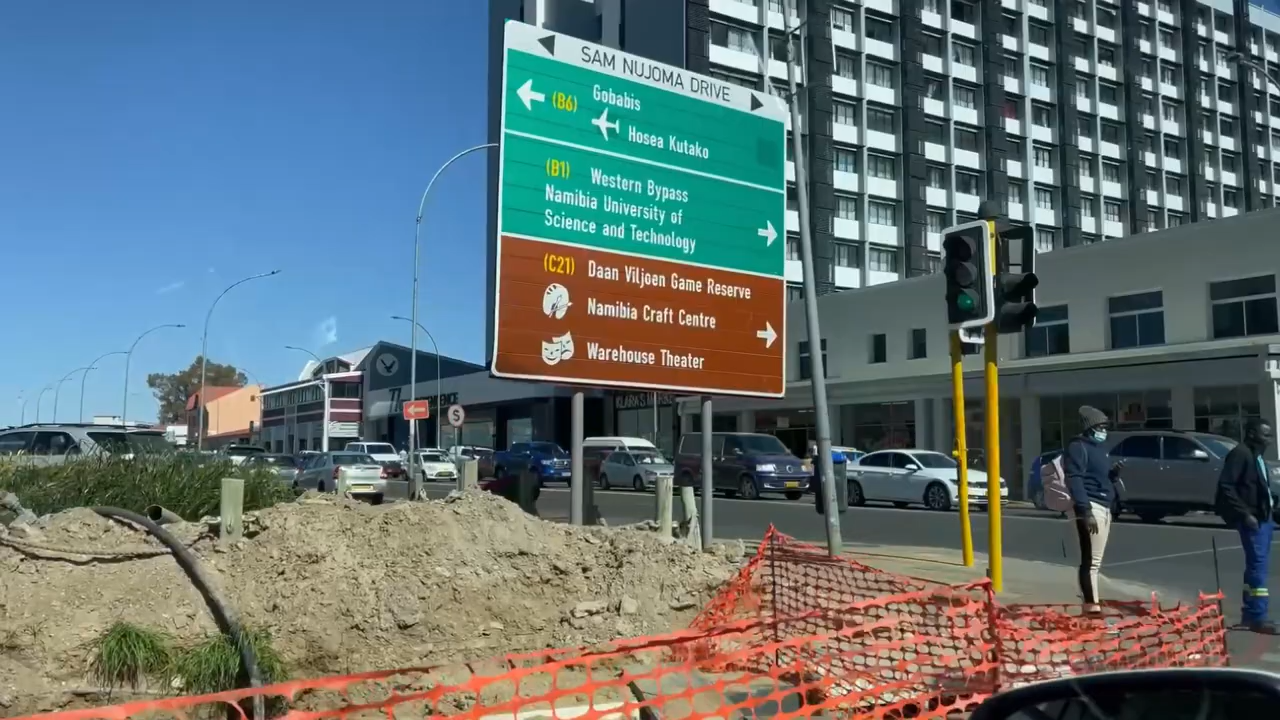 SAM NUJOMA DRIVE
(B6) Gobabis
Hosea Kutako
(B1) Western Bypass
Namibia University of
Science and Technology
(C21) Daan Viljoen Game Reserve
Namibia Craft Centre
Warehouse Theater
77
S